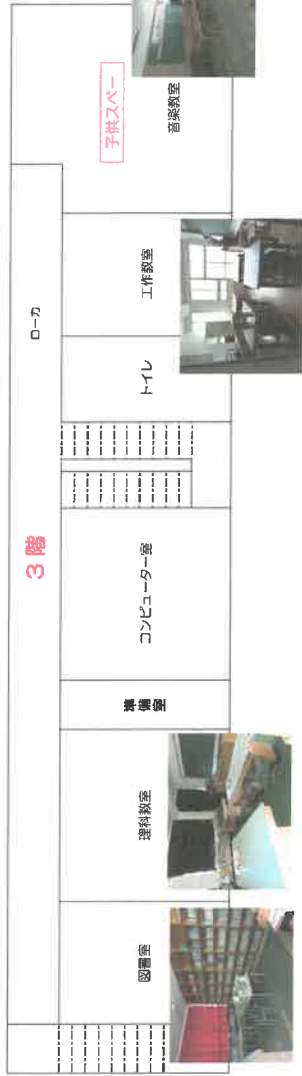 3階
ローカ
図書室
理科教室
準備室
コンピューター室
トイレ
工作教室
音楽教室
子供スペー